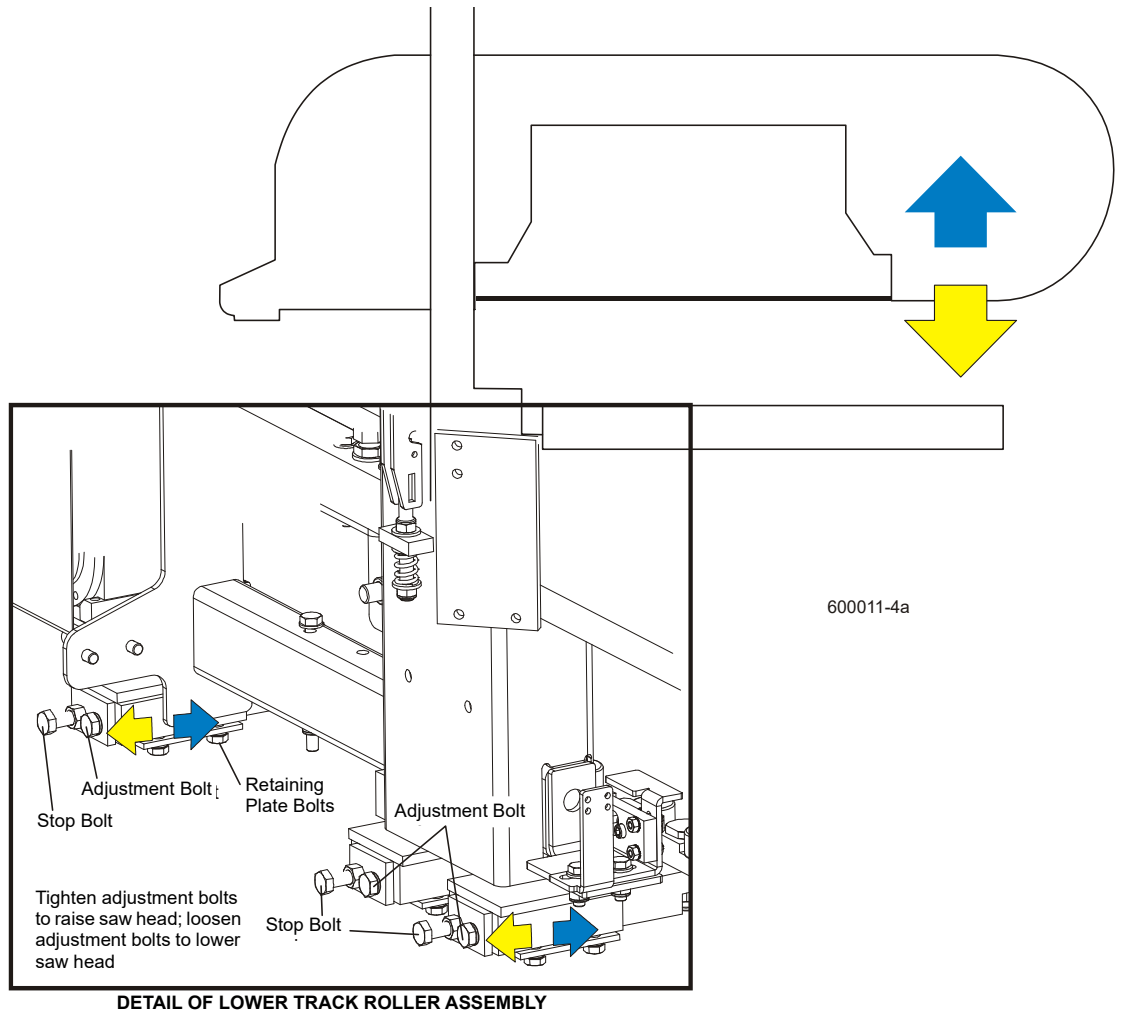 600011-4a
Adjustment Bolt
Retaining
Plate Bolts
Stop Bolt
Adjustment Bolt
Tighten adjustment bolts
to raise saw head; loosen
adjustment bolts to lower
saw head
Stop Bolt
DETAIL OF LOWER TRACK ROLLER ASSEMBLY